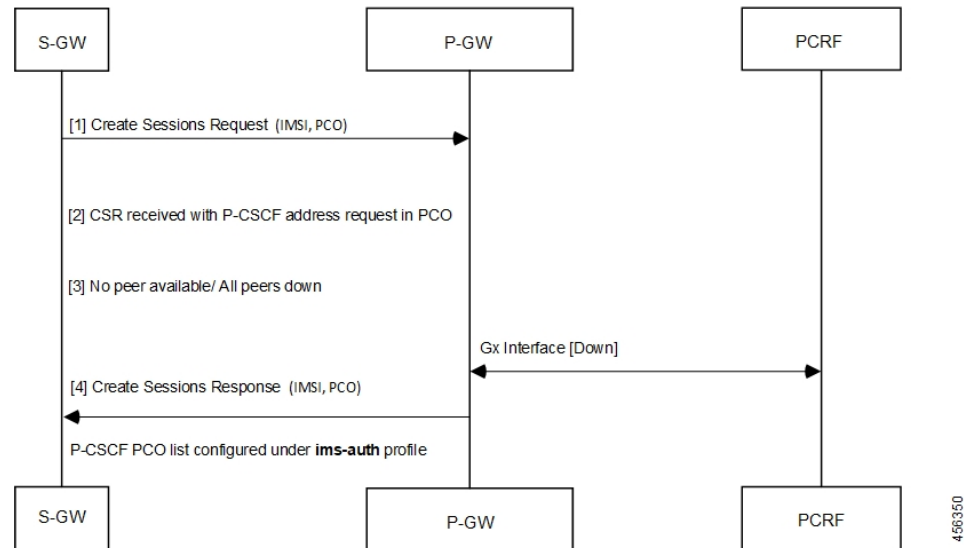 S-GW
P-GW
PCRF
[1] Create Sessions Request (IMSI, PCO)
[2] CSR received with P-CSCF address request in PCO
[3] No peer available/ All peers down
Gx Interface [Down]
[4] Create Sessions Response (IMSI, PCO)
P-CSCF PCO list configured under ims-auth profile
S-GW
P-GW
PCRF
456350